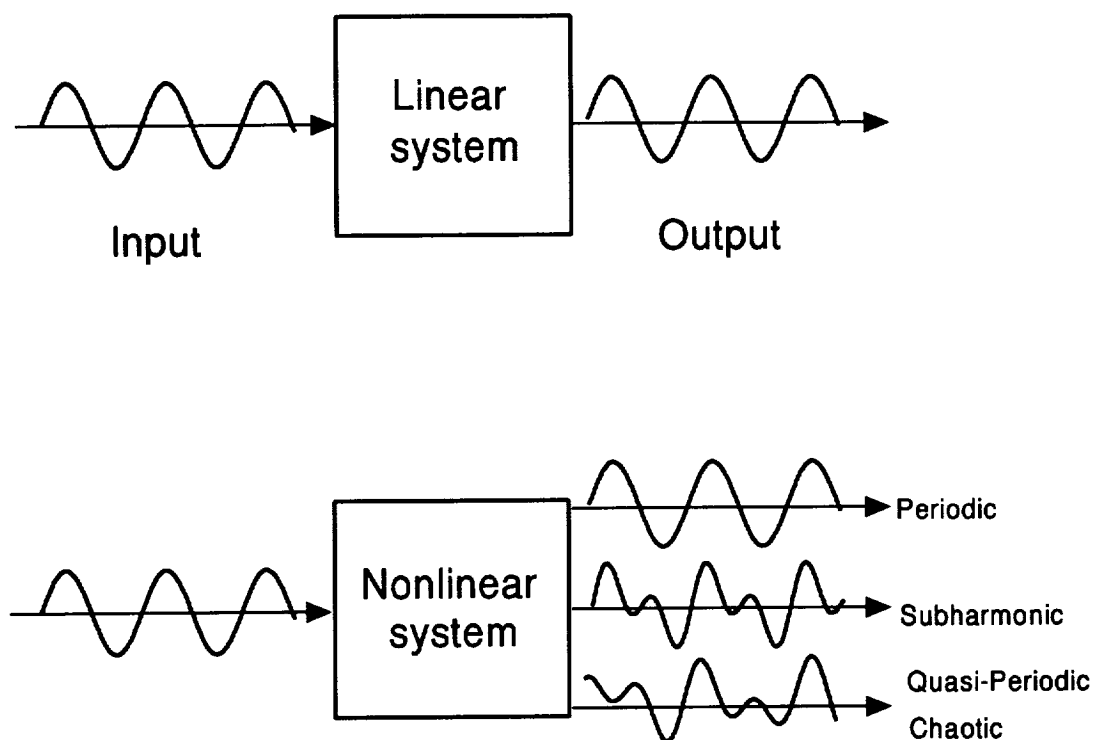 Linear
system
Input
Output
Nonlinear
system
Periodic
Subharmonic
Quasi-Periodic
Chaotic